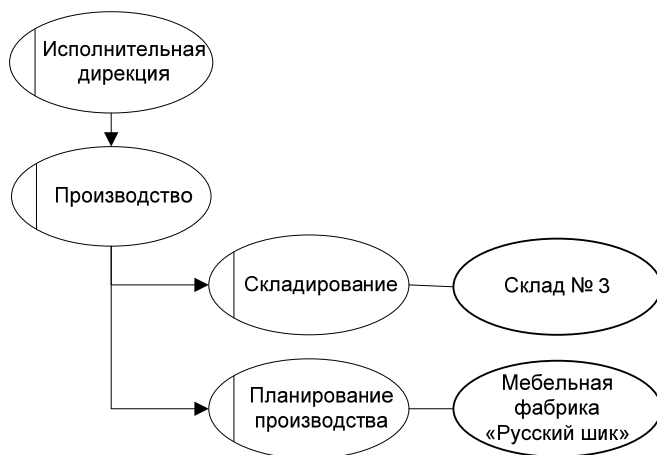 Исполнительная
дирекция
Производство
Складирование
Склад № 3
Планирование
производства
Мебельная
фабрика
«Русский шик»